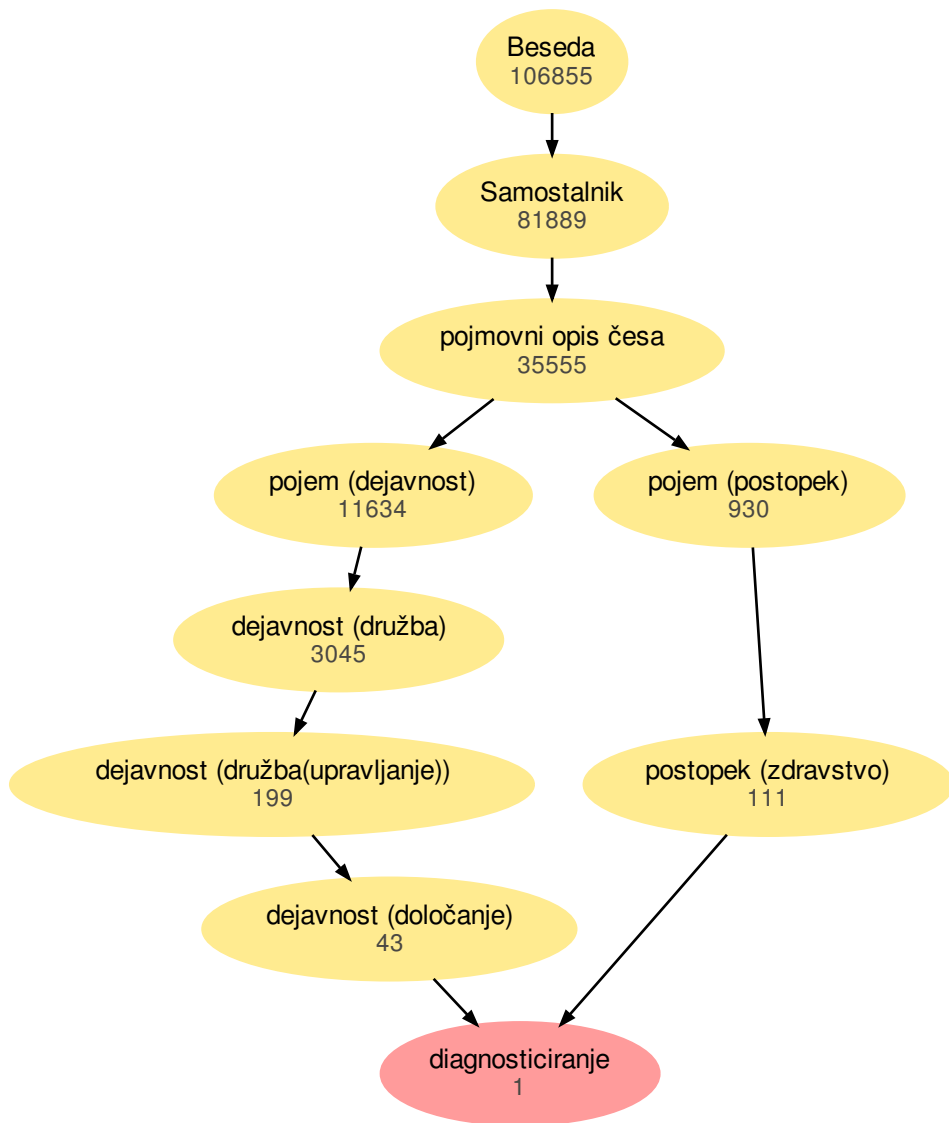 Beseda
106855
Samostalnik
81889
pojmovni opis česa
35555
pojem (dejavnost)
11634
pojem (postopek)
930
dejavnost (družba)
3045
dejavnost (družba(upravljanje))
199
postopek (zdravstvo)
111
dejavnost (določanje)
43
diagnosticiranje
1